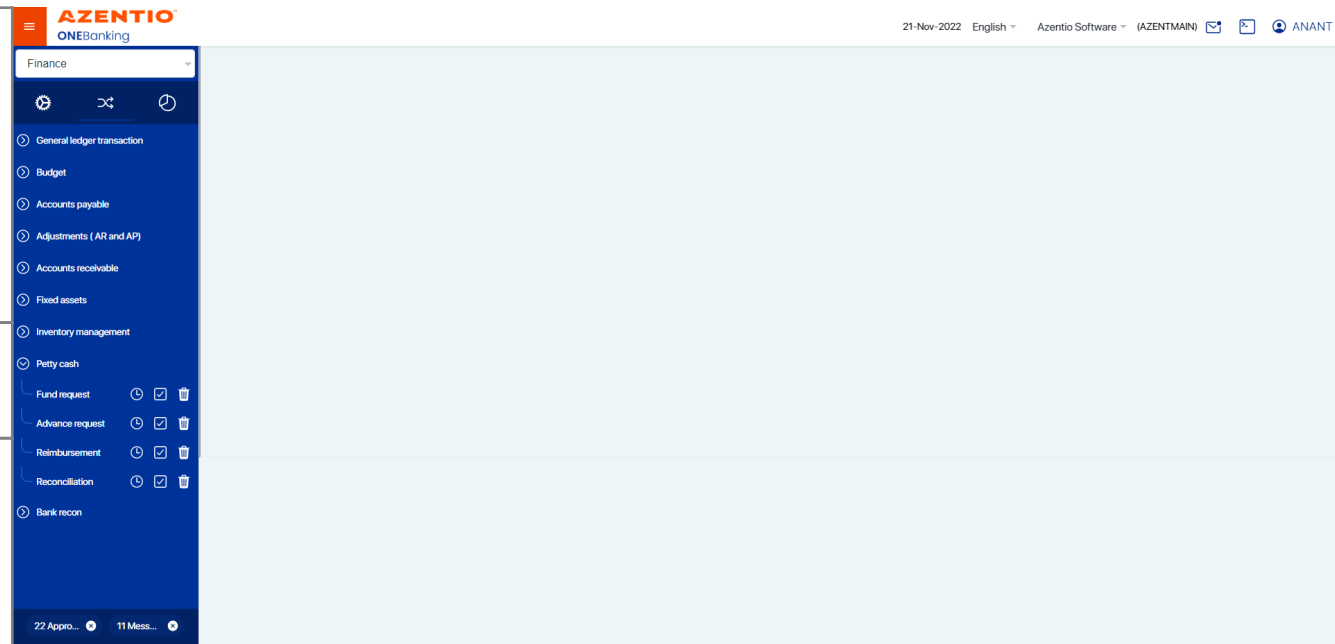 AZENTIO™
ONEBanking
21-Nov-2022 English Azentio Software (AZENTMAIN) ANANT
Finance
General ledger transaction
Budget
Accounts payable
Adjustments ( AR and AP)
Accounts receivable
Fixed assets
Inventory management
Petty cash
Fund request
Advance request
Reimbursement
Reconciliation
Bank recon
22 Appro... 11 Mess...